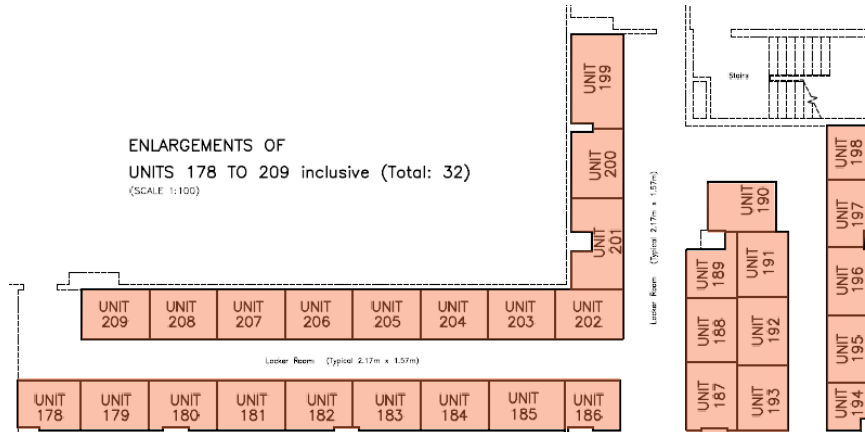 ENLARGEMENTS OF
UNITS 178 TO 209 inclusive (Total: 32)
(SCALE 1:100)
UNIT
199
UNIT
200
UNIT
201
UNIT
209
UNIT
208
UNIT
207
UNIT
206
UNIT
205
UNIT
204
UNIT
203
UNIT
202
Locker Room (Typical 2.17m x 1.57m)
UNIT
178
UNIT
179
UNIT
180
UNIT
181
UNIT
182
UNIT
183
UNIT
184
UNIT
185
UNIT
186
Locker Room (Typical 2.17m x 1.57m)
Stairs
UNIT
190
UNIT
189
UNIT
191
UNIT
188
UNIT
192
UNIT
187
UNIT
193
UNIT
198
UNIT
197
UNIT
196
UNIT
195
UNIT
194